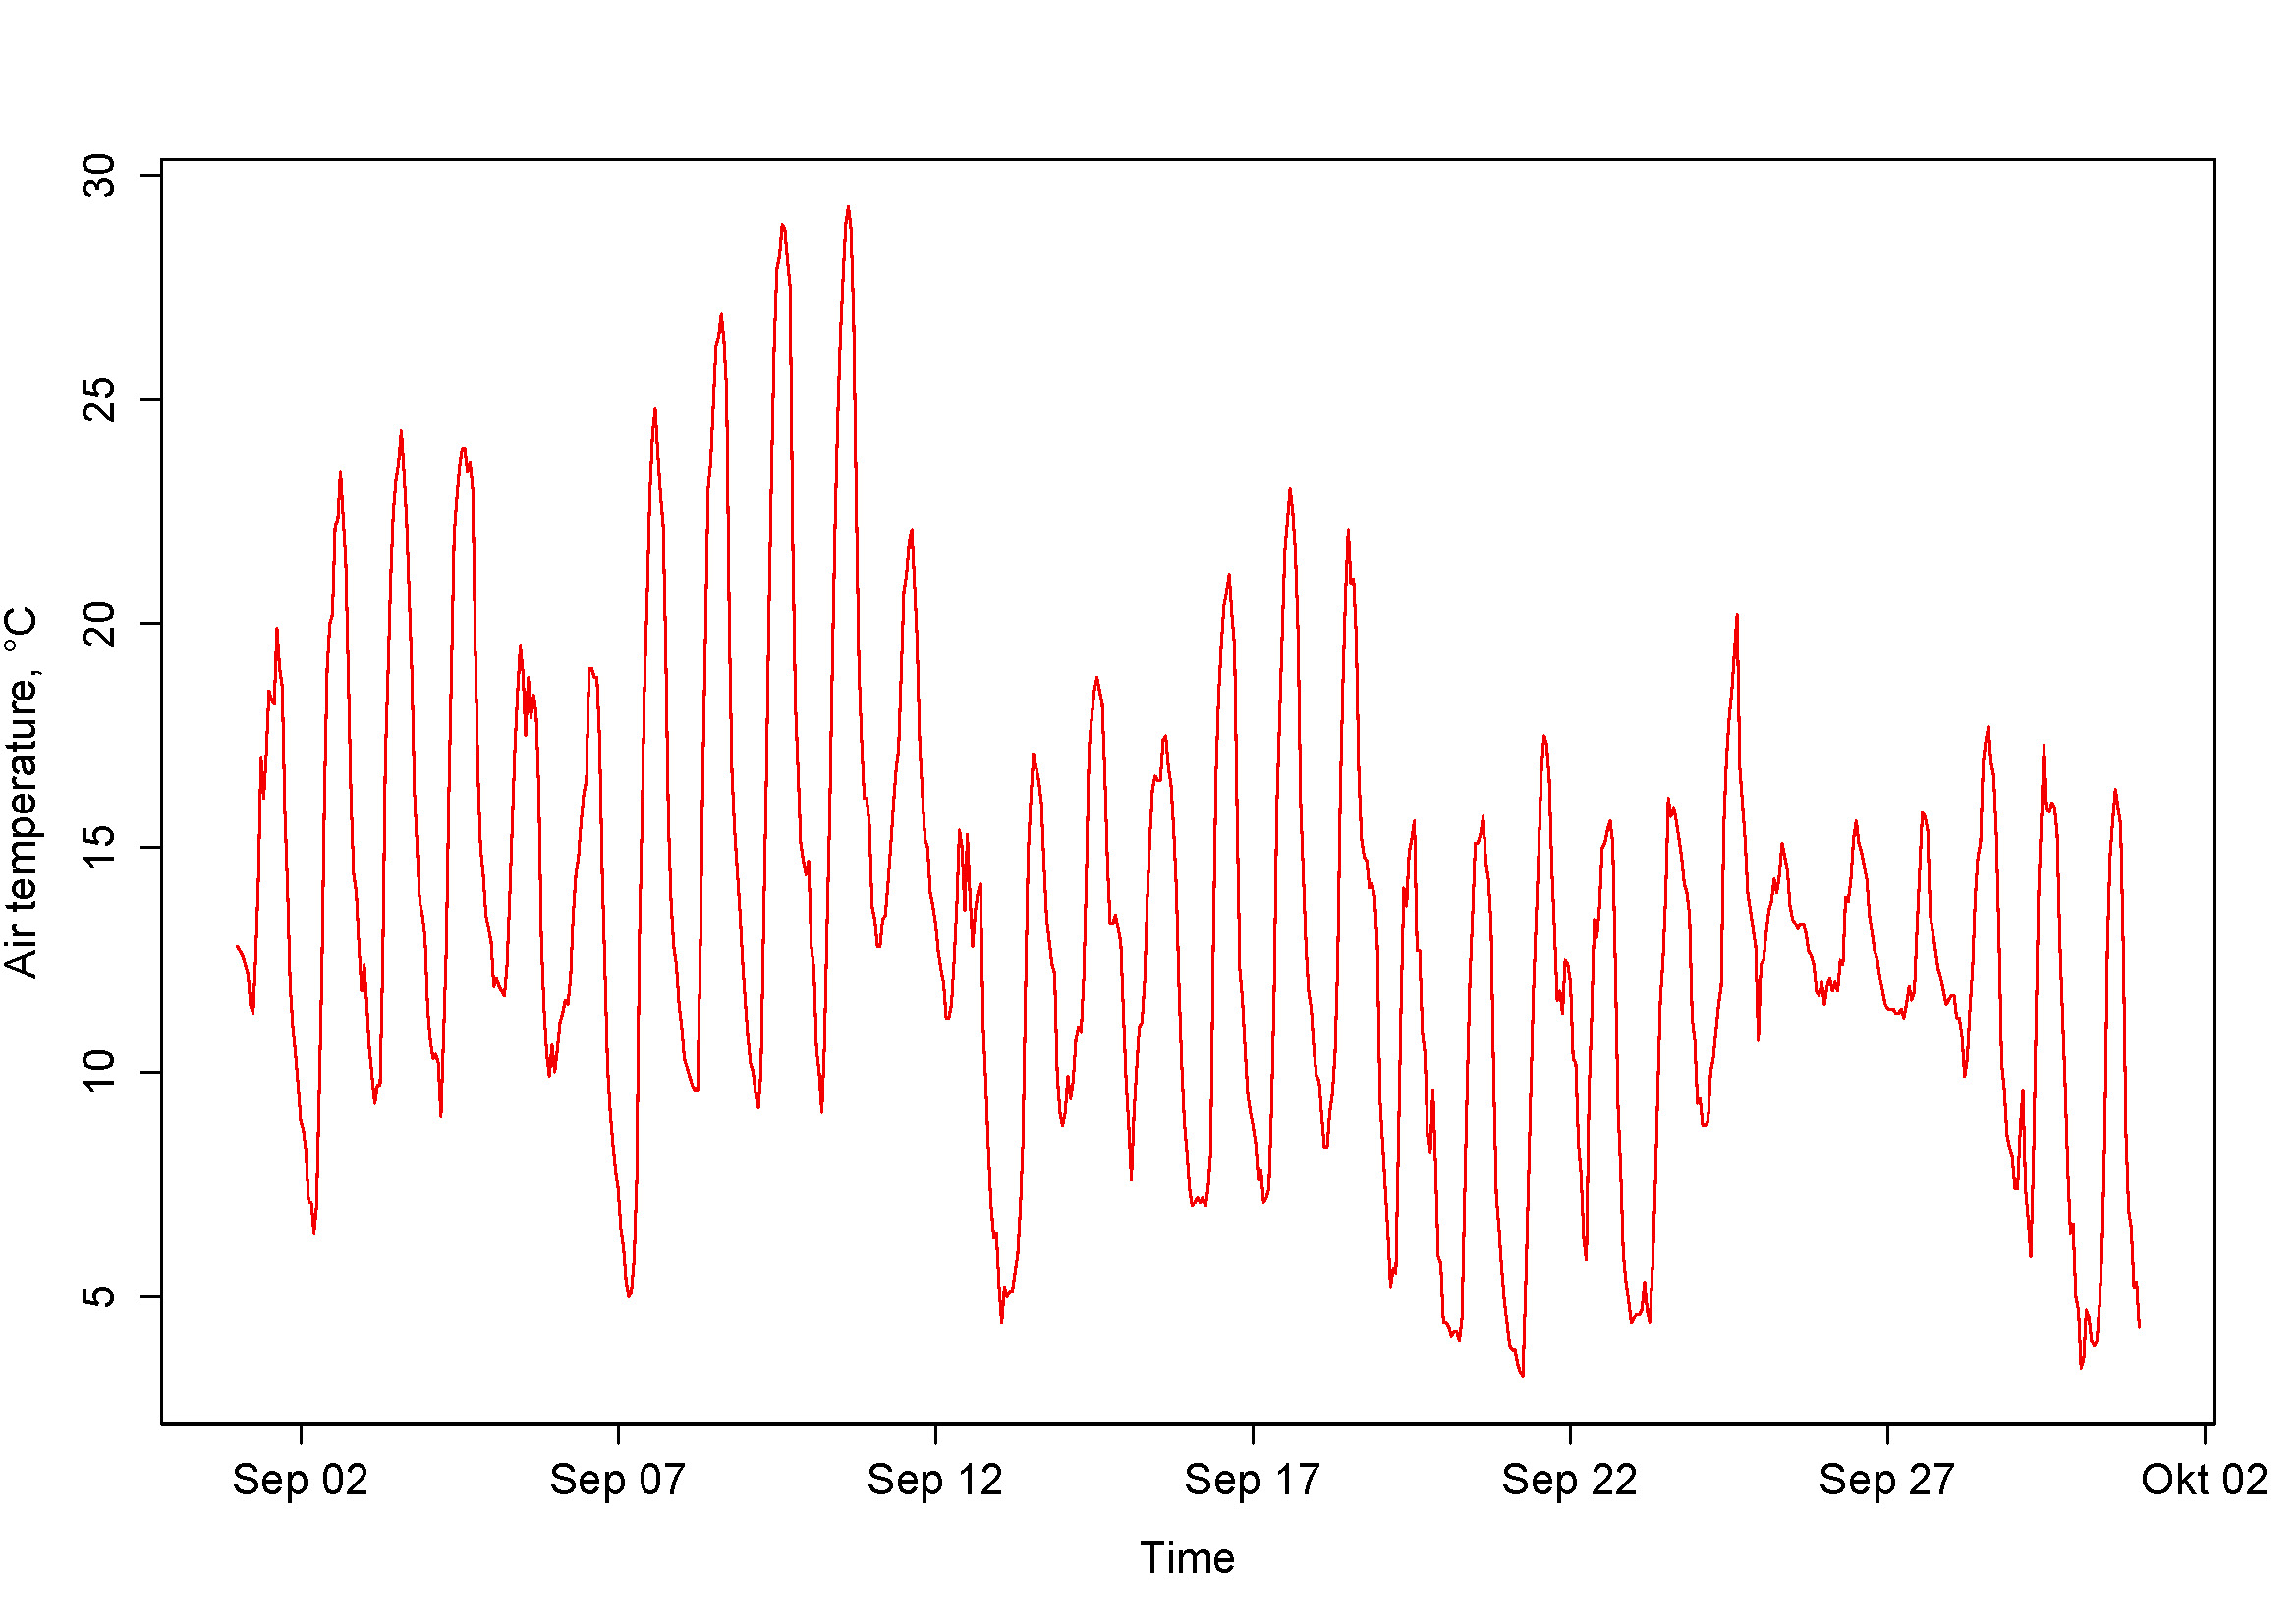 Air temperature, °C
30
25
20
15
10
5
Sep 02
Sep 07
Sep 12
Sep 17
Sep 22
Sep 27
Okt 02
Time